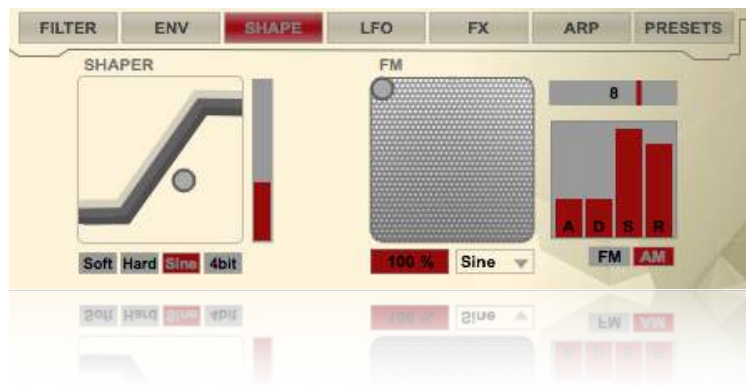 FILTER ENV SHAPE LFO FX ARP PRESETS
SHAPER FM
8
A D S R
Soft Hard Sine 4bit 100 % Sine FM AM